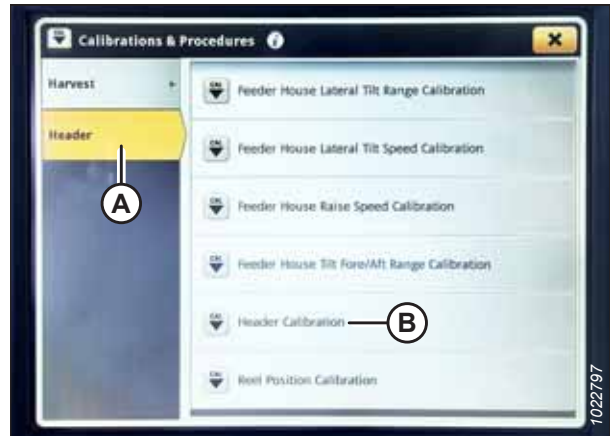 Calibrations & Procedures
Harvest
Header
A
Feeder House Lateral Tilt Range Calibration
Feeder House Lateral Tilt Speed Calibration
Feeder House Raise Speed Calibration
Feeder House Tilt Fore/Aft Range Calibration
Header Calibration
B
Reel Position Calibration
1022797